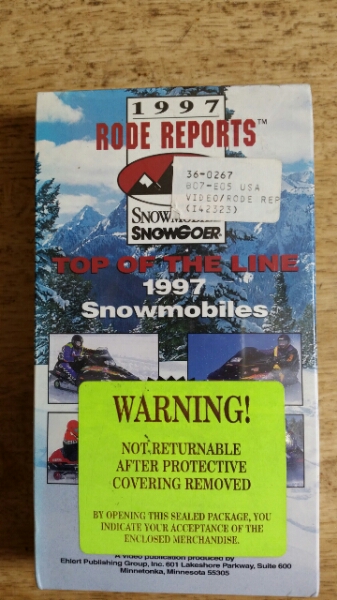 1997
RODE REPORTS™
36-0267
B07-E05 USA
VIDEO/RODE REP
(I42323)
SNOWMOBILE
SNOWGOER
TOP OF THE LINE
1997
Snowmobiles
WARNING!
NOT RETURNABLE
AFTER PROTECTIVE
COVERING REMOVED
BY OPENING THIS SEALED PACKAGE, YOU
INDICATE YOUR ACCEPTANCE OF THE
ENCLOSED MERCHANDISE.
A video publication produced by
Ehlert Publishing Group, Inc. 601 Lakeshore Parkway, Suite 600
Minnetonka, Minnesota 55305